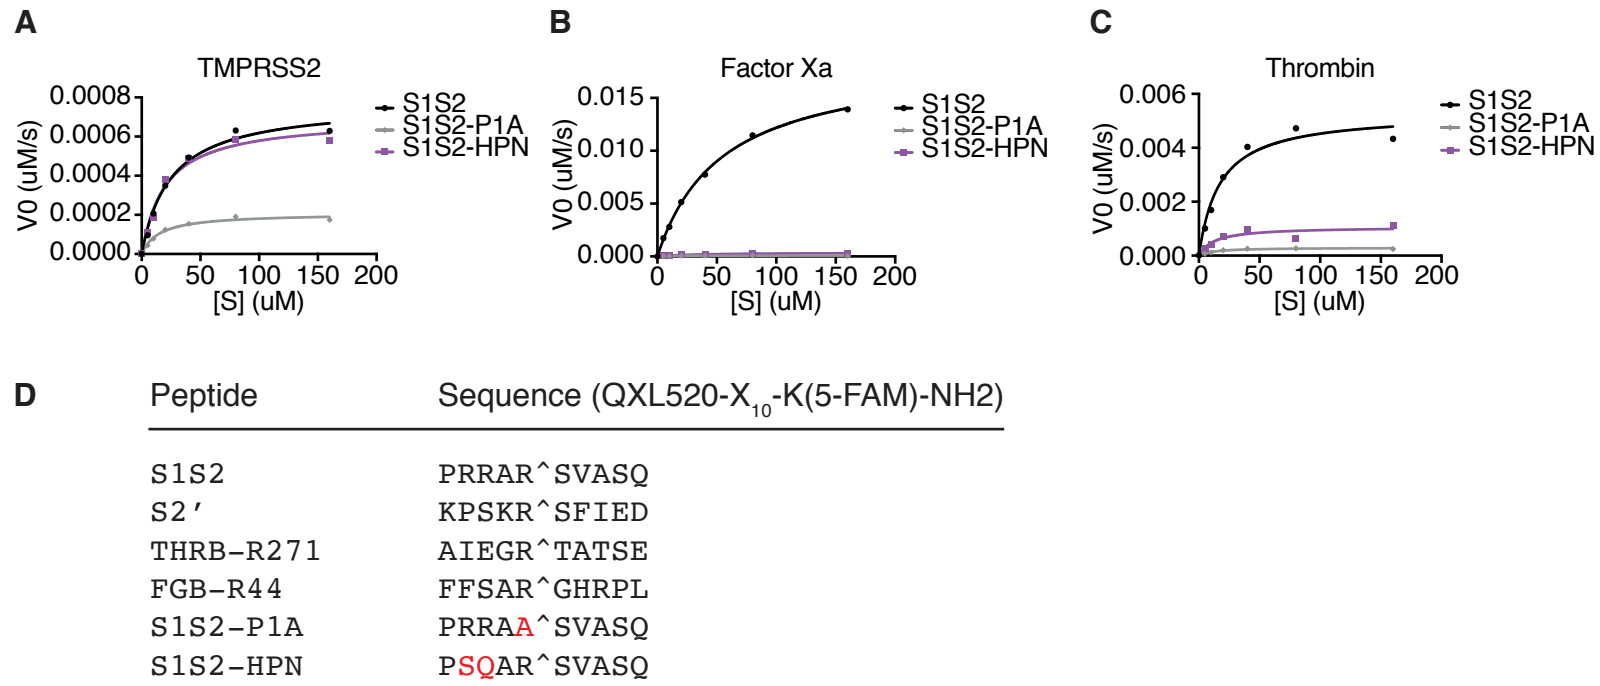 A
B
C
TMPRSS2
0.0008
0.0006
0.0004
0.0002
0.0000
0 50 100 150 200
V0 (uM/s)
[S] (uM)
S1S2
S1S2-P1A
S1S2-HPN
Factor Xa
0.015
0.010
0.005
0.000
0 50 100 150 200
V0 (uM/s)
[S] (uM)
S1S2
S1S2-P1A
S1S2-HPN
Thrombin
0.006
0.004
0.002
0.000
0 50 100 150 200
V0 (uM/s)
[S] (uM)
S1S2
S1S2-P1A
S1S2-HPN
D
Peptide Sequence (QXL520-X10-K(5-FAM)-NH2)
S1S2 PRRAR^SVASQ
S2’ KPSKR^SFIED
THRB–R271 AIEGR^TATSE
FGB–R44 FFSAR^GHRPL
S1S2–P1A PRRAA^SVASQ
S1S2–HPN PSQAR^SVASQ